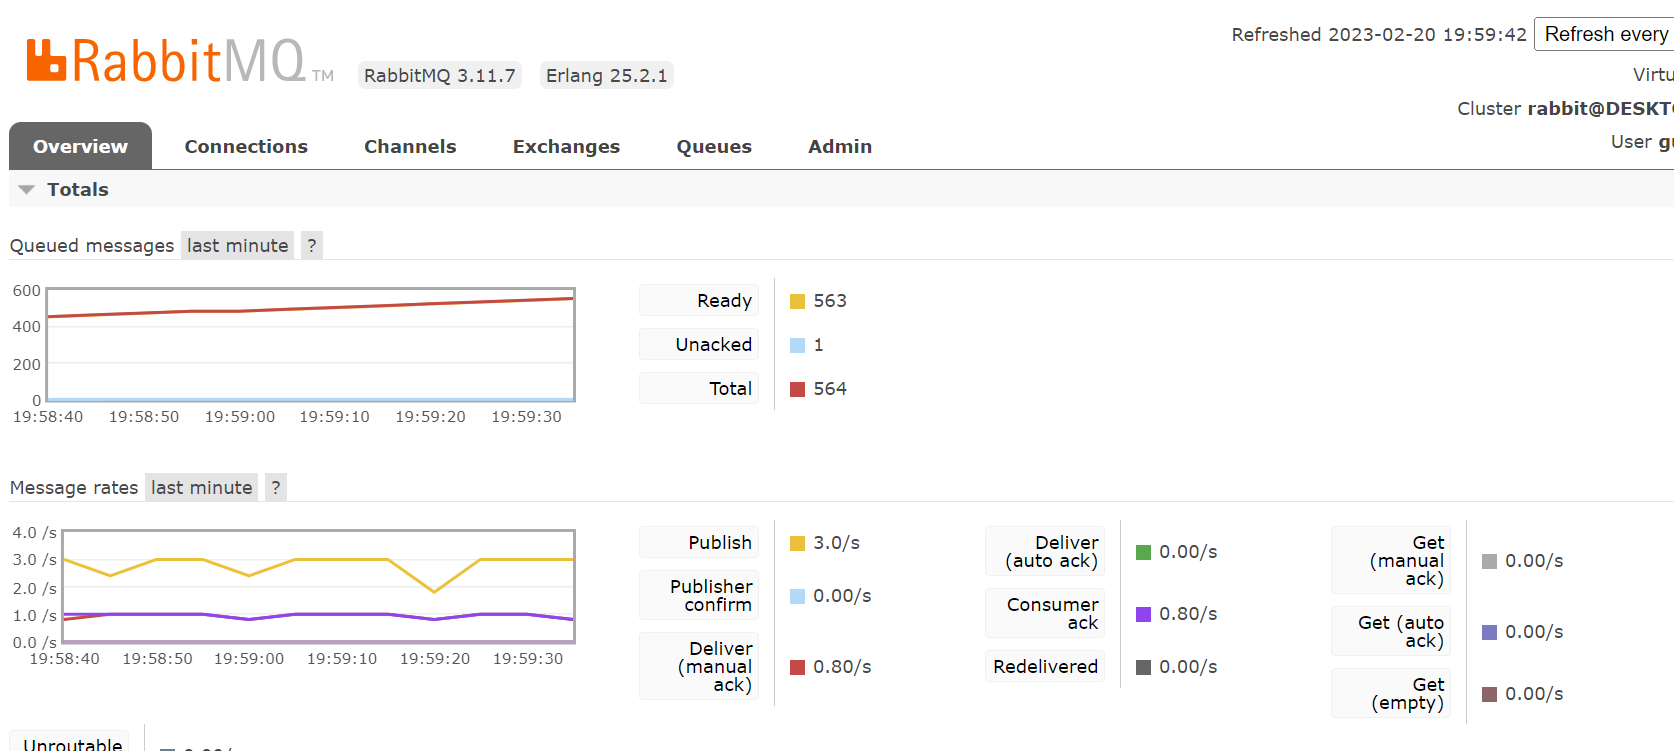 Refreshed 2023-02-20 19:59:42 Refresh every
RabbitMQ TM RabbitMQ 3.11.7 Erlang 25.2.1
Virtu
Cluster rabbit@DESKT
User
Overview Connections Channels Exchanges Queues Admin
Totals
Queued messages last minute ?
600
400
200
0
19:58:40 19:58:50 19:59:00 19:59:10 19:59:20 19:59:30
Ready 563
Unacked 1
Total 564
Message rates last minute ?
4.0 /s
3.0 /s
2.0 /s
1.0 /s
0.0 /s
19:58:40 19:58:50 19:59:00 19:59:10 19:59:20 19:59:30
Publish 3.0/s
Publisher
confirm 0.00/s
Deliver
(manual
ack) 0.80/s
Deliver
(auto ack) 0.00/s
Consumer
ack 0.80/s
Redelivered 0.00/s
Get
(manual
ack) 0.00/s
Get (auto
ack) 0.00/s
Get
(empty) 0.00/s
Unroutable